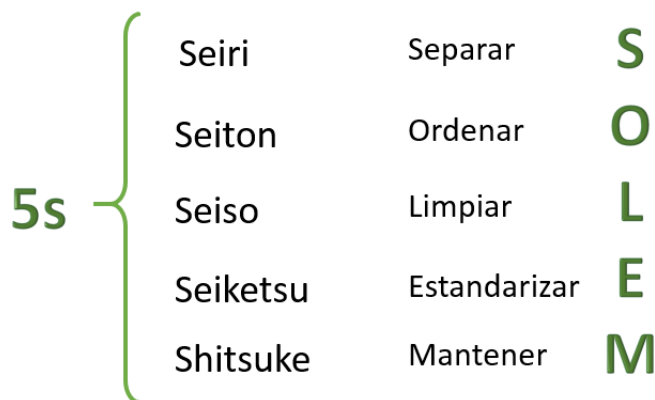 Seiri Separar S
Seiton Ordenar O
5s
Seiso Limpiar L
Seiketsu Estandarizar E
Shitsuke Mantener M